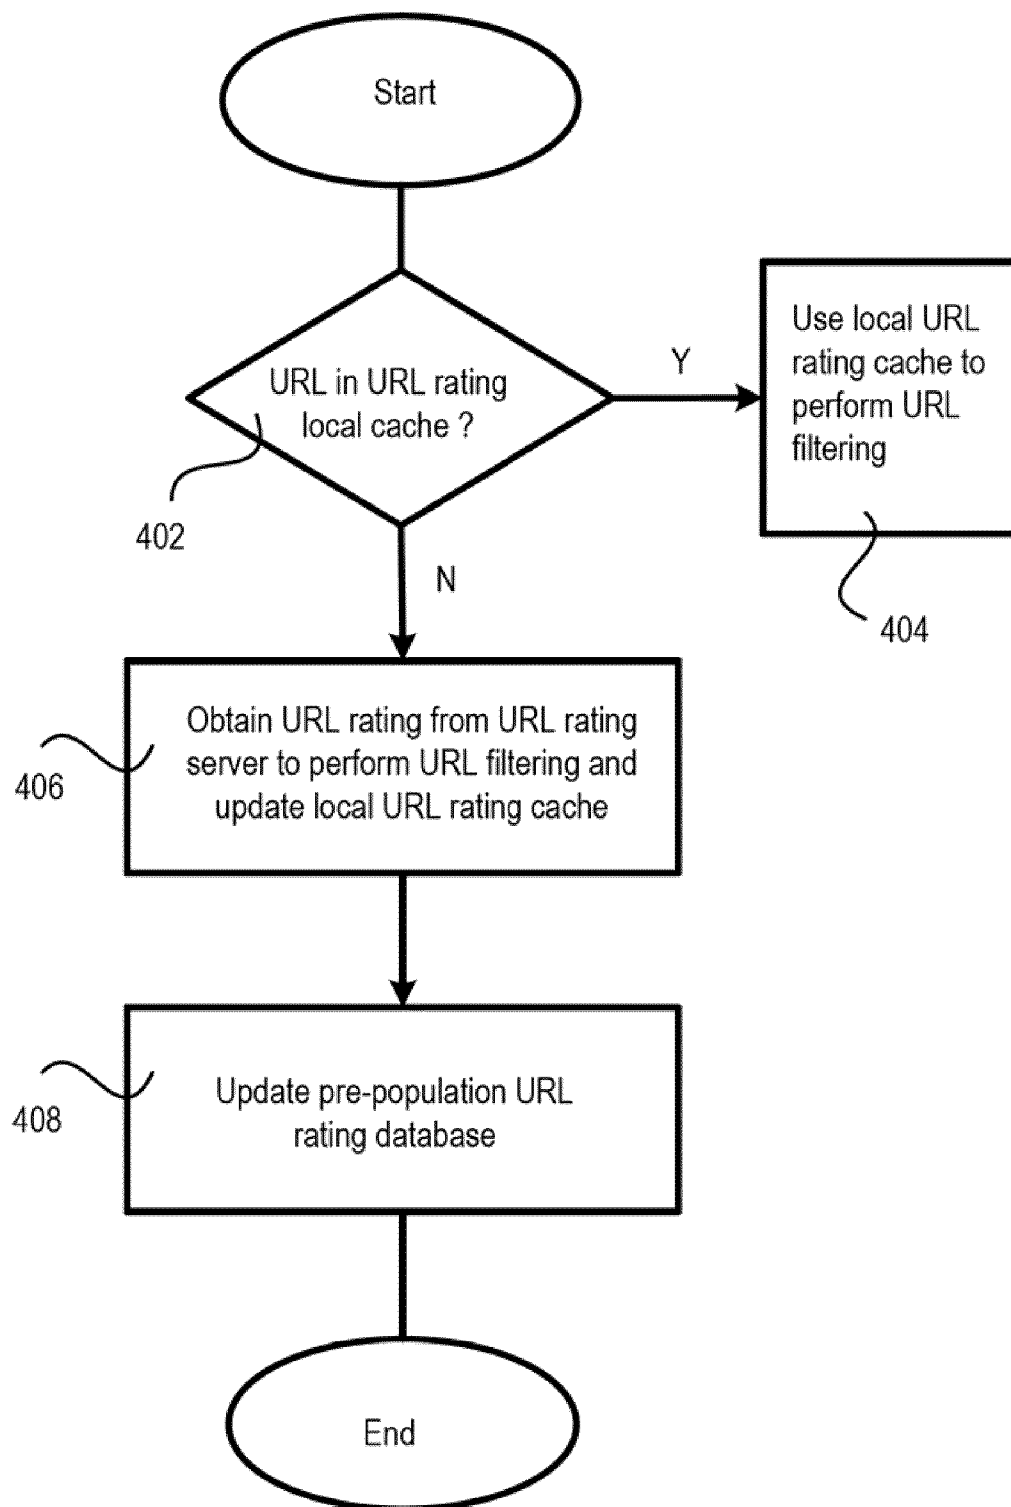 Start
URL in URL rating
local cache ?
402
Y
Use local URL
rating cache to
perform URL
filtering
404
N
Obtain URL rating from URL rating
server to perform URL filtering and
update local URL rating cache
406
Update pre-population URL
rating database
408
End